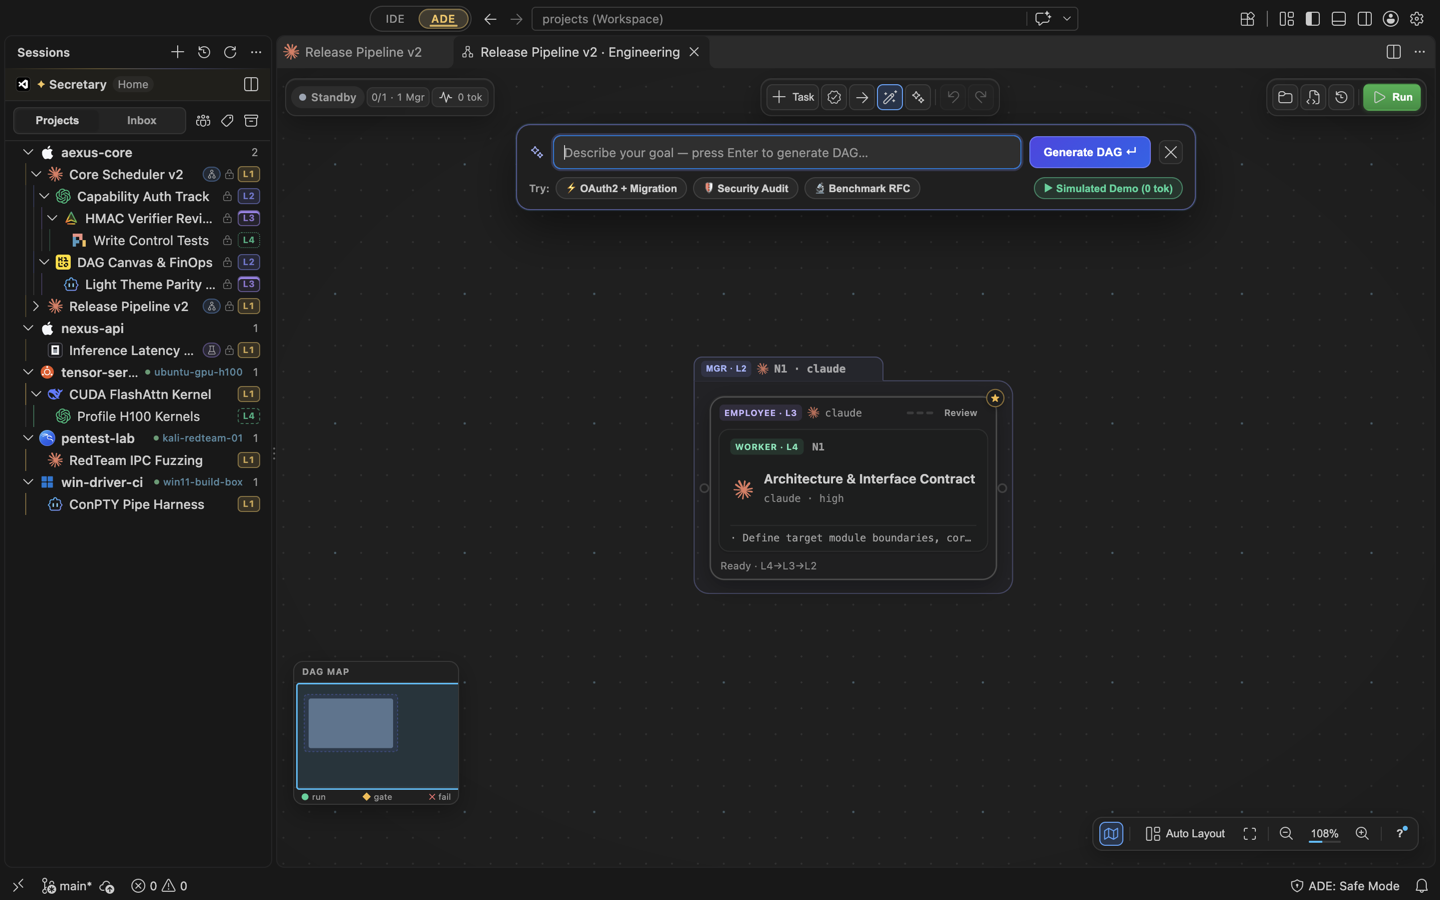 IDE
ADE
projects (Workspace)
Sessions
Secretary
Home
Projects
Inbox
aexus-core
2
Core Scheduler v2
L1
Capability Auth Track
L2
HMAC Verifier Revi...
L3
Write Control Tests
L4
DAG Canvas & FinOps
L2
Light Theme Parity ...
L3
Release Pipeline v2
L1
nexus-api
1
Inference Latency ...
L1
tensor-ser...
ubuntu-gpu-h100
1
CUDA FlashAttn Kernel
L1
Profile H100 Kernels
L4
pentest-lab
kali-redteam-01
1
RedTeam IPC Fuzzing
L1
win-driver-ci
win11-build-box
1
ConPTY Pipe Harness
L1
Release Pipeline v2
Release Pipeline v2 · Engineering
Standby
0/1 · 1 Mgr
0 tok
Task
Run
Describe your goal — press Enter to generate DAG...
Generate DAG ↵
Try:
OAuth2 + Migration
Security Audit
Benchmark RFC
Simulated Demo (0 tok)
MGR · L2
N1 · claude
EMPLOYEE · L3
claude
Review
WORKER · L4
N1
Architecture & Interface Contract
claude · high
· Define target module boundaries, cor…
Ready · L4→L3→L2
DAG MAP
run
gate
fail
Auto Layout
108%
?
main*
0
0
ADE: Safe Mode